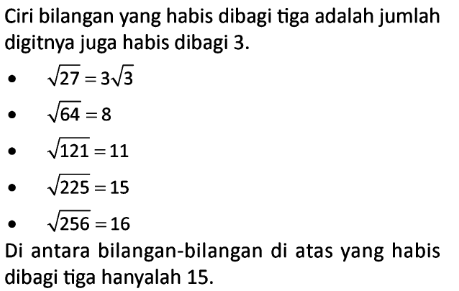 Ciri bilangan yang habis dibagi tiga adalah jumlah
digitnya juga habis dibagi 3.
• √27 = 3√3
• √64 = 8
• √121 = 11
• √225 = 15
• √256 = 16
Di antara bilangan-bilangan di atas yang habis
dibagi tiga hanyalah 15.